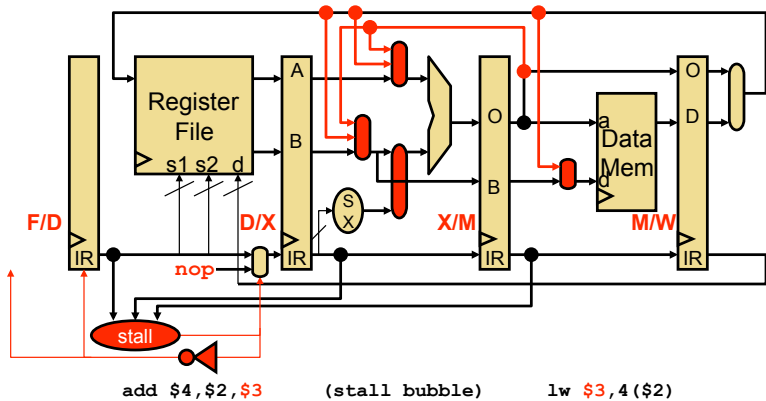 A
O
O
Register
File
B
O
a
D
Data
Mem
s1 s2 d
S
X
B
d
F/D
D/X
X/M
M/W
IR
nop
IR
IR
IR
stall
add $4,$2,$3 (stall bubble) lw $3,4($2)